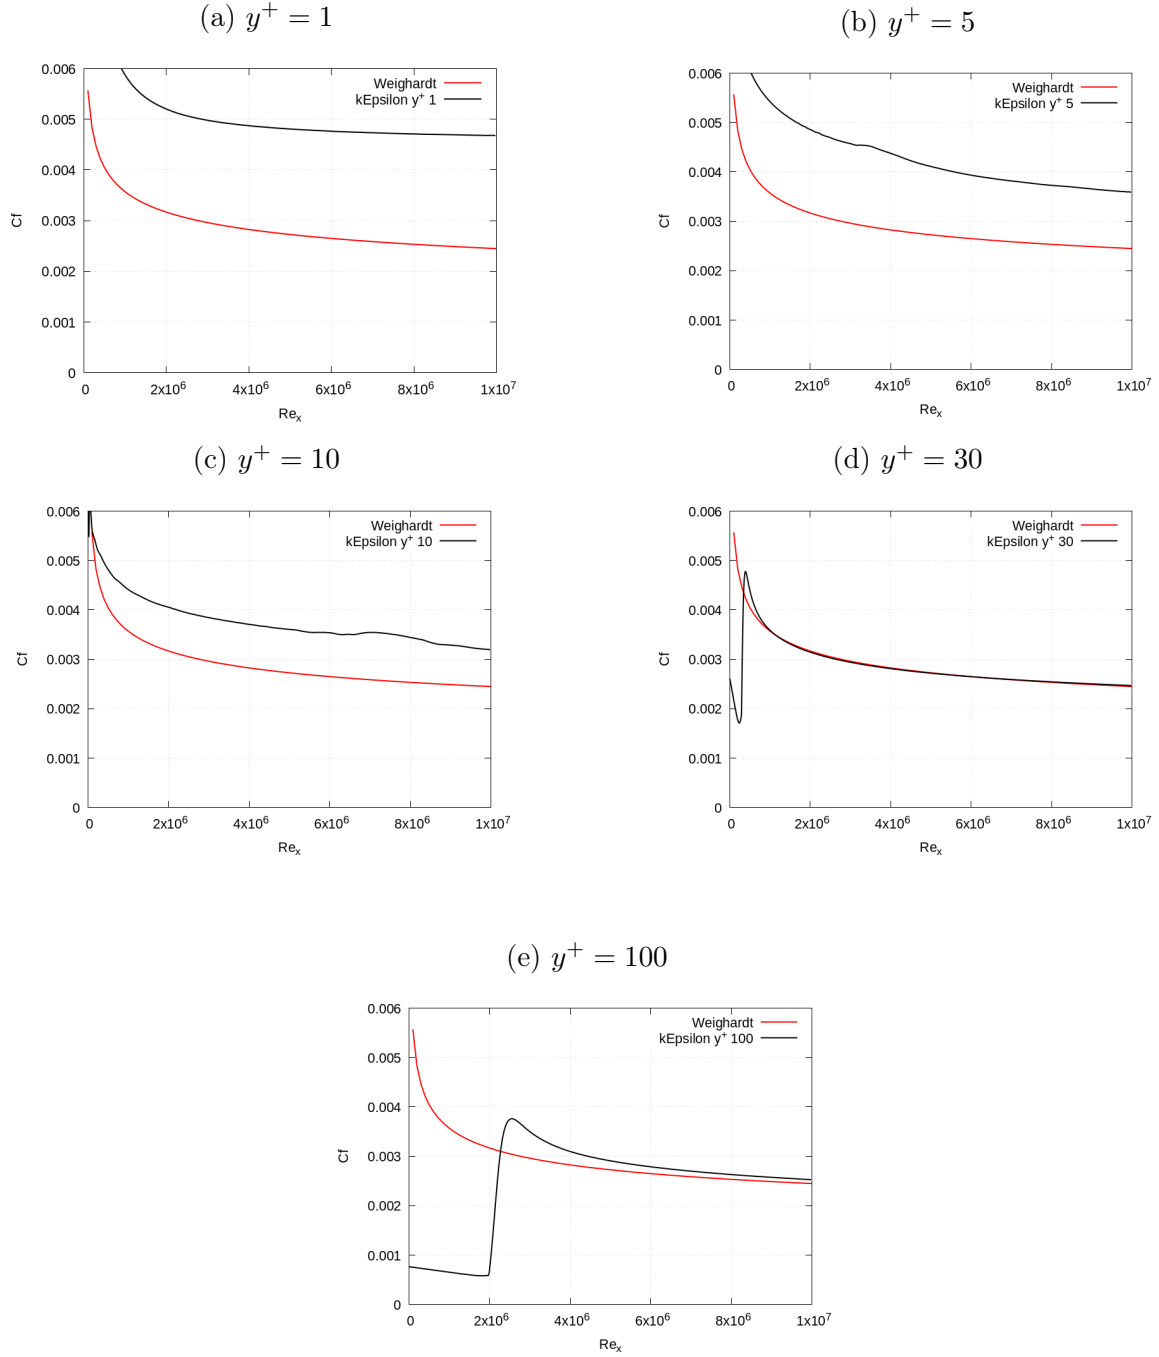 (a) y⁺ = 1
0.006
0.005
0.004
0.003
0.002
0.001
0
Cf
Weighardt
kEpsilon y⁺ 1
0 2x10⁶ 4x10⁶ 6x10⁶ 8x10⁶ 1x10⁷
Reₓ
(b) y⁺ = 5
0.006
0.005
0.004
0.003
0.002
0.001
0
Cf
Weighardt
kEpsilon y⁺ 5
0 2x10⁶ 4x10⁶ 6x10⁶ 8x10⁶ 1x10⁷
Reₓ
(c) y⁺ = 10
0.006
0.005
0.004
0.003
0.002
0.001
0
Cf
Weighardt
kEpsilon y⁺ 10
0 2x10⁶ 4x10⁶ 6x10⁶ 8x10⁶ 1x10⁷
Reₓ
(d) y⁺ = 30
0.006
0.005
0.004
0.003
0.002
0.001
0
Cf
Weighardt
kEpsilon y⁺ 30
0 2x10⁶ 4x10⁶ 6x10⁶ 8x10⁶ 1x10⁷
Reₓ
(e) y⁺ = 100
0.006
0.005
0.004
0.003
0.002
0.001
0
Cf
Weighardt
kEpsilon y⁺ 100
0 2x10⁶ 4x10⁶ 6x10⁶ 8x10⁶ 1x10⁷
Reₓ